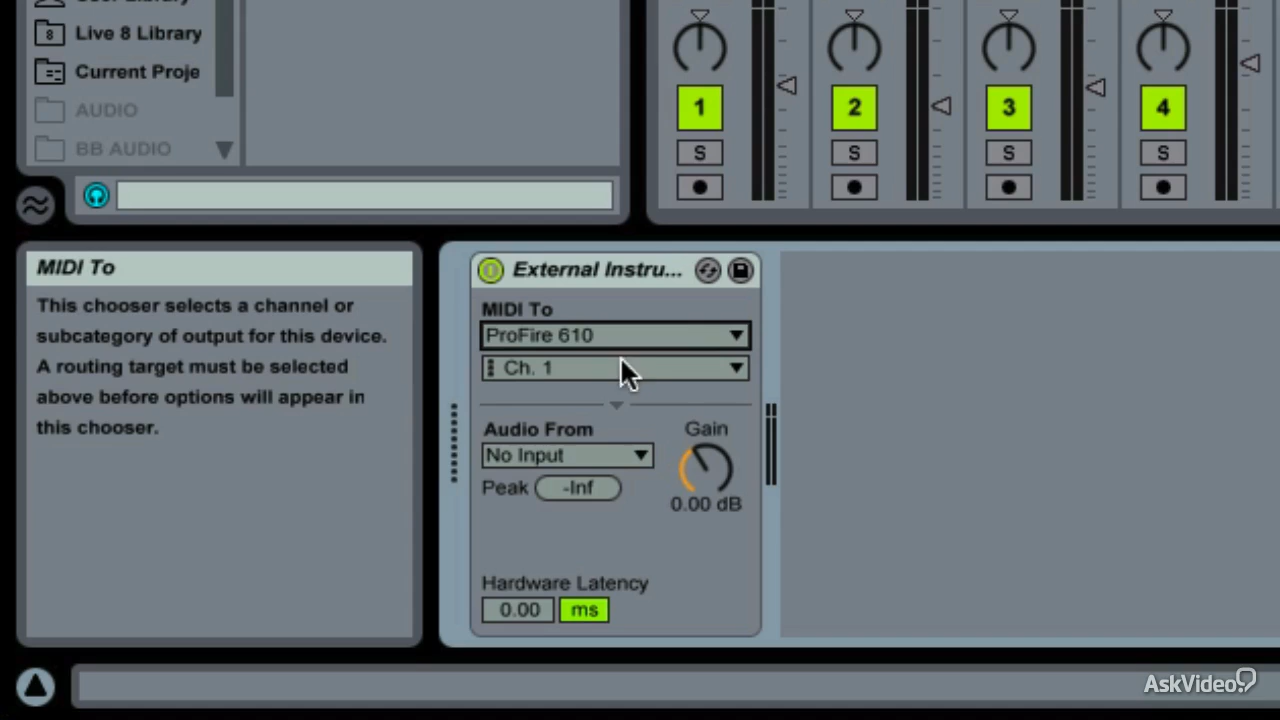 User Library
Live 8 Library
Current Proje
AUDIO
BB AUDIO
1 2 3 4
S S S S
MIDI To
This chooser selects a channel or
subcategory of output for this device.
A routing target must be selected
above before options will appear in
this chooser.
External Instru...
MIDI To
ProFire 610
Ch. 1
Audio From
Gain
No Input
Peak -Inf
0.00 dB
Hardware Latency
0.00 ms
AskVideo